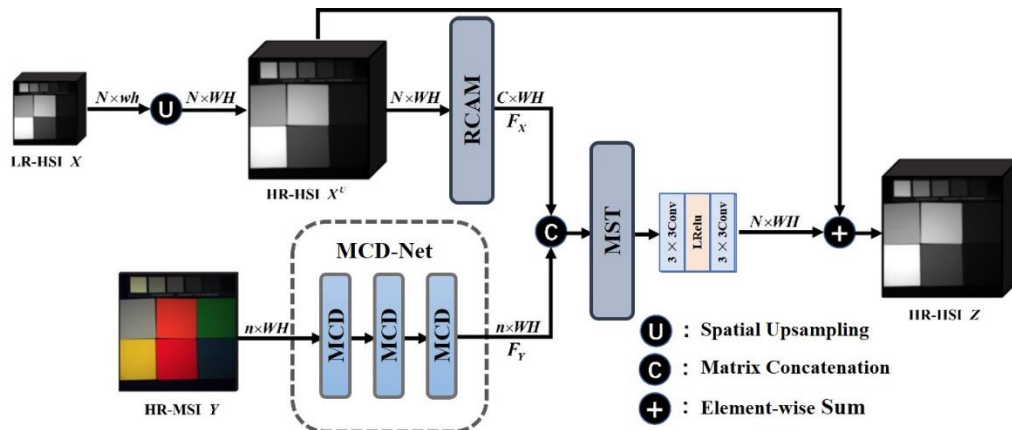 LR-HSI X
N×wh
U
N×WH
HR-HSI Xᵁ
N×WH
RCAM
C×WH
F_X
HR-MSI Y
n×WH
MCD-Net
MCD
MCD
MCD
n×WH
F_Y
C
MST
3 × 3Conv
LRelu
3 × 3Conv
N×WH
+
HR-HSI Z
U : Spatial Upsampling
C : Matrix Concatenation
+ : Element-wise Sum